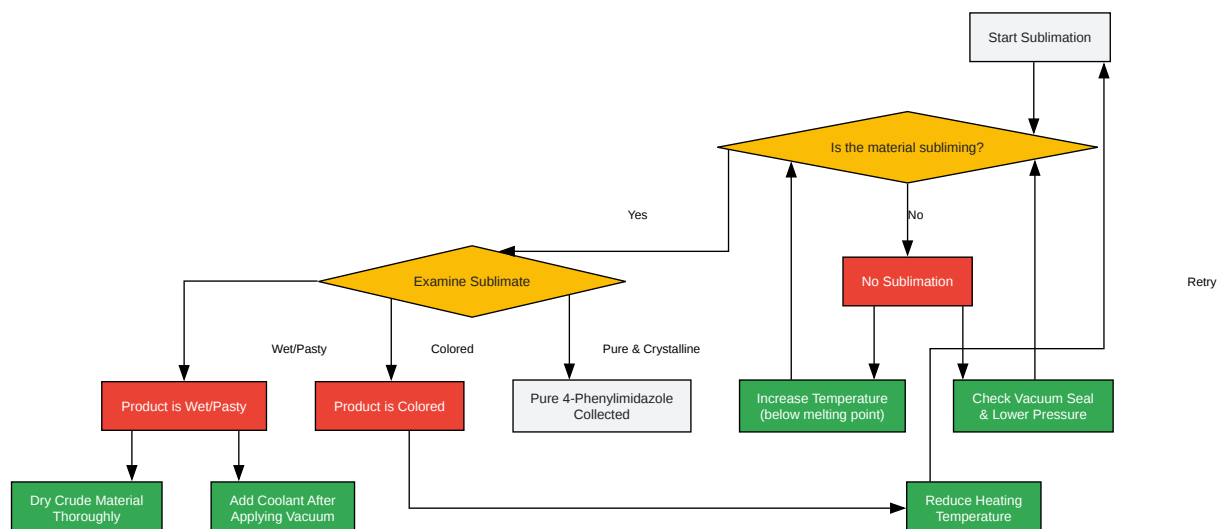 Start Sublimation
Is the material subliming?
Yes
No
Examine Sublimate
No Sublimation
Retry
Wet/Pasty
Colored
Pure & Crystalline
Product is Wet/Pasty
Product is Colored
Pure 4-Phenylimidazole
Collected
Increase Temperature
(below melting point)
Check Vacuum Seal
& Lower Pressure
Dry Crude Material
Thoroughly
Add Coolant After
Applying Vacuum
Reduce Heating
Temperature